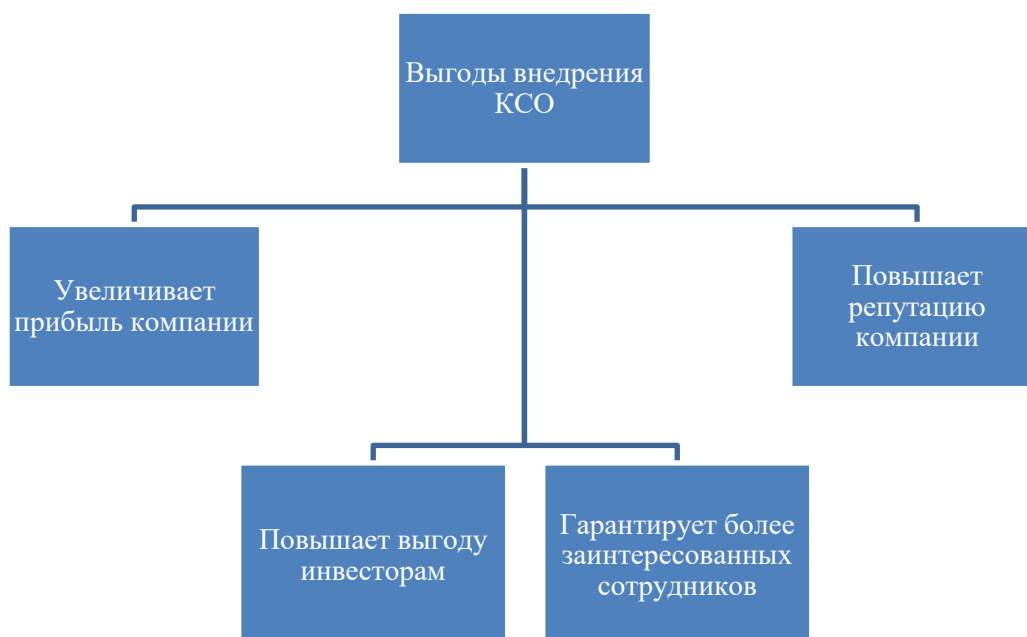 Выгоды внедрения
КСО
Увеличивает
прибыль компании
Повышает
репутацию
компании
Повышает выгоду
инвесторам
Гарантирует более
заинтересованных
сотрудников